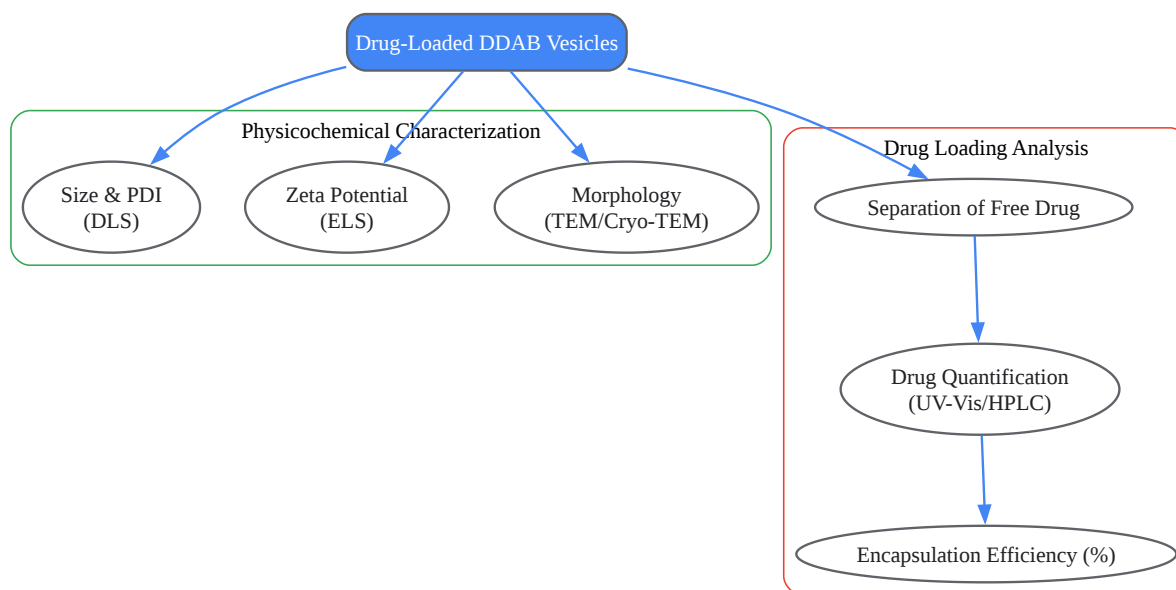 Drug-Loaded DDAB Vesicles
Physicochemical Characterization
Size & PDI
(DLS)
Zeta Potential
(ELS)
Morphology
(TEM/Cryo-TEM)
Drug Loading Analysis
Separation of Free Drug
Drug Quantification
(UV-Vis/HPLC)
Encapsulation Efficiency (%)